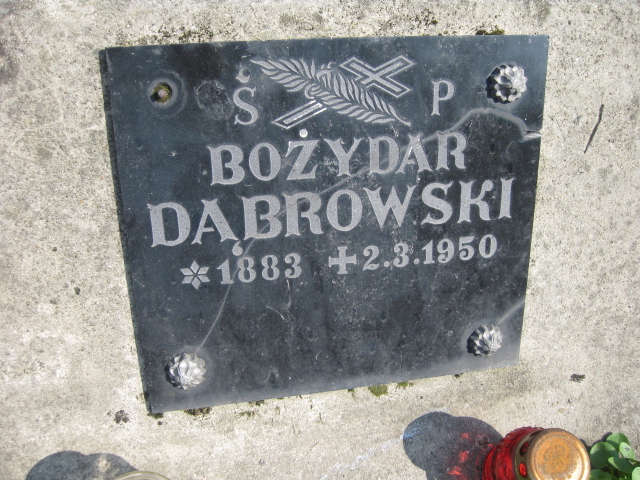 Ś P
BOŻYDAR
DĄBROWSKI
*1883 +2.3.1950